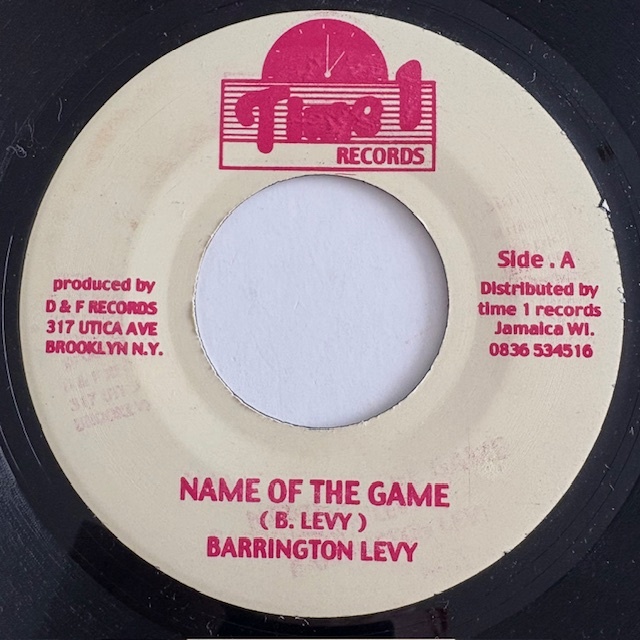 Time 1
RECORDS
produced by
D & F RECORDS
317 UTICA AVE
BROOKLYN N.Y.
Side . A
Distributed by
time 1 records
Jamaica WI.
0836 534516
NAME OF THE GAME
( B. LEVY )
BARRINGTON LEVY